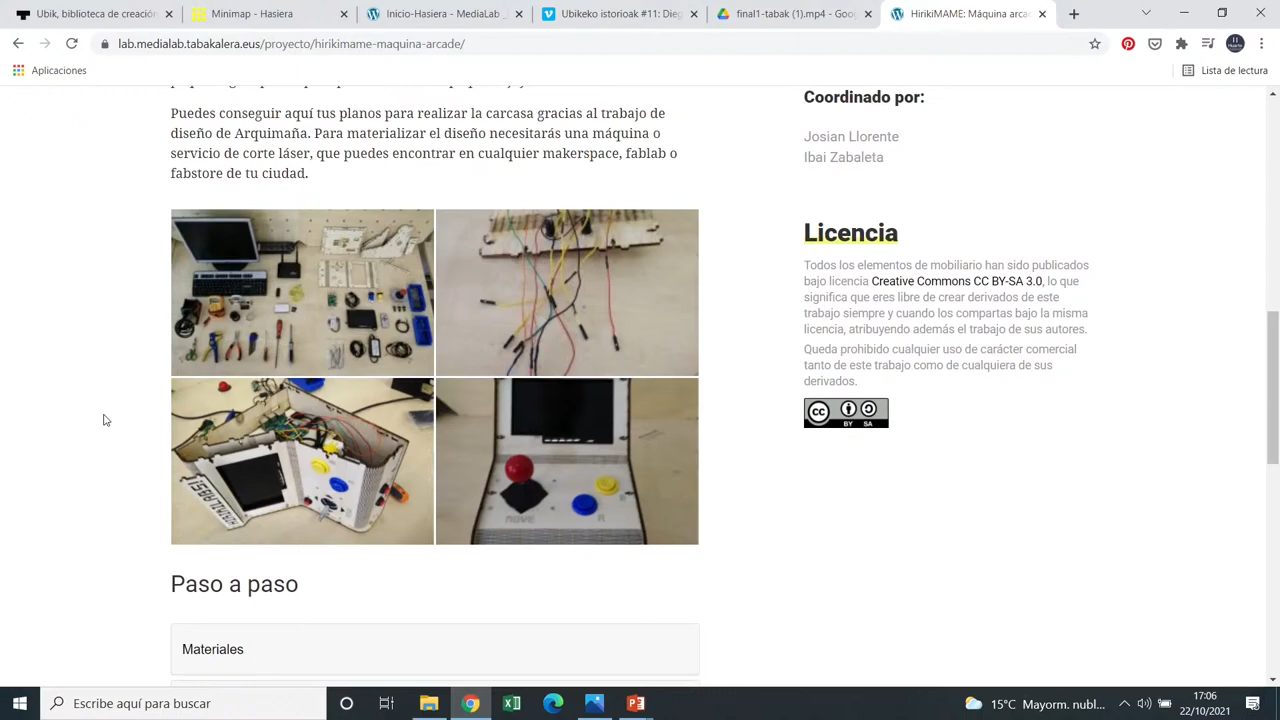 Ubik, biblioteca de creació
Minimap - Arasiera
Hirikilabs-Hasiera - MediaLab
Ubikeko istorioak #11: Dieg
final1-tabak (1).mp4 - Goog
HirikiMAME: Máquina arcad
lab.medialab.tabakalera.eus/proyecto/hirikimame-maquina-arcade/
Aplicaciones
Lista de lectura
Puedes conseguir aquí tus planos para realizar la carcasa gracias al trabajo de
diseño de Arquimaña. Para materializar el diseño necesitarás una máquina o
servicio de corte láser, que puedes encontrar en cualquier makerspace, fablab o
fabstore de tu ciudad.
MOVE
B
A
Paso a paso
Materiales
Coordinado por:
Josian Llorente
Ibai Zabaleta
Licencia
Todos los elementos de mobiliario han sido publicados
bajo licencia Creative Commons CC BY-SA 3.0, lo que
significa que eres libre de crear derivados de este
trabajo siempre y cuando los compartas bajo la misma
licencia, atribuyendo además el trabajo de sus autores.
Queda prohibido cualquier uso de carácter comercial
tanto de este trabajo como de cualquiera de sus
derivados.
cc
BY SA
Escribe aquí para buscar
15°C Mayorm. nubl...
17:06
22/10/2021